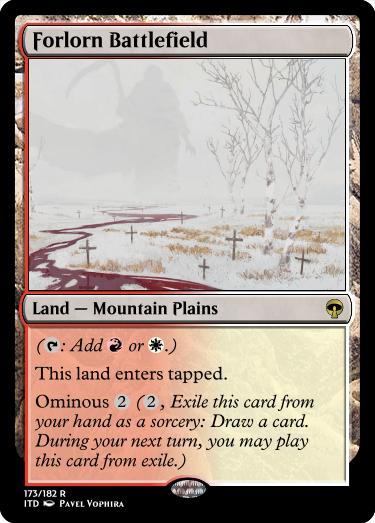 Forlorn Battlefield
Land — Mountain Plains
(T: Add R or W.)
This land enters tapped.
Ominous 2 (2, Exile this card from
your hand as a sorcery: Draw a card.
During your next turn, you may play
this card from exile.)
173/182 R
ITD Pavel Vophira